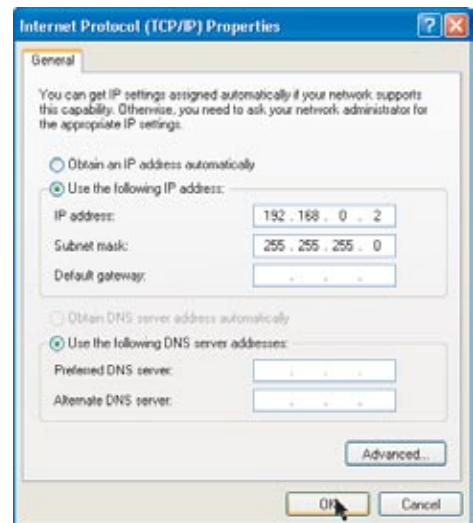 Internet Protocol (TCP/IP) Properties
General
You can get IP settings assigned automatically if your network supports
this capability. Otherwise, you need to ask your network administrator for
the appropriate IP settings.
Obtain an IP address automatically
Use the following IP address:
IP address: 192 . 168 . 0 . 2
Subnet mask: 255 . 255 . 255 . 0
Default gateway: . . .
Obtain DNS server address automatically
Use the following DNS server addresses:
Preferred DNS server: . . .
Alternate DNS server: . . .
Advanced...
OK Cancel